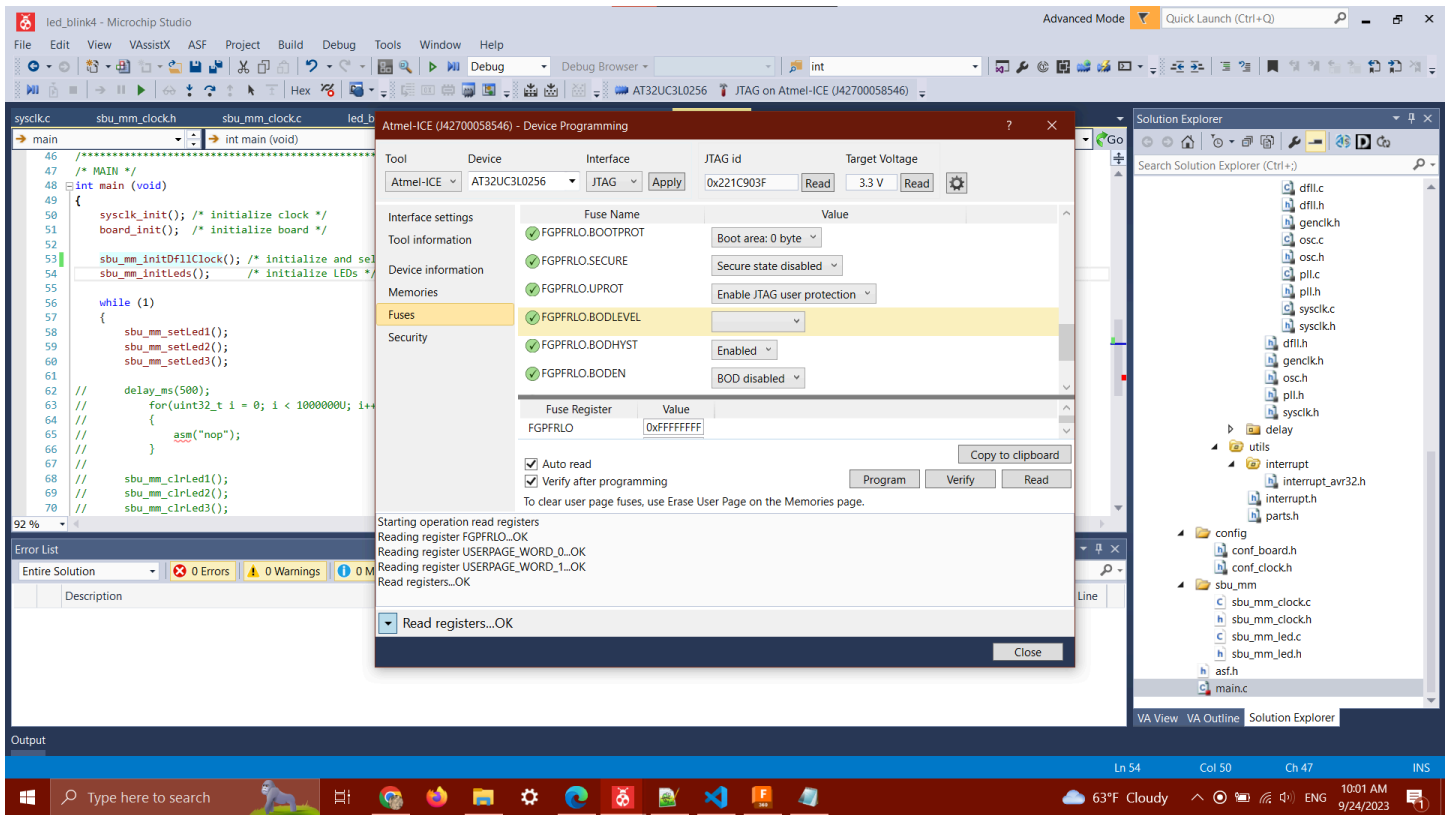 led_blink4 - Microchip Studio
Advanced Mode
Quick Launch (Ctrl+Q)
File Edit View VAssistX ASF Project Build Debug Tools Window Help
Debug
Debug Browser
int
Hex
AT32UC3L0256
JTAG on Atmel-ICE (J42700058546)
sysclk.c sbu_mm_clock.h sbu_mm_clock.c led_b
main
int main (void)
Go
46 /************************************************
47 /* MAIN */
48 int main (void)
49 {
50 sysclk_init(); /* initialize clock */
51 board_init(); /* initialize board */
52
53 sbu_mm_initDfllClock(); /* initialize and sel
54 sbu_mm_initLeds(); /* initialize LEDs */
55
56 while (1)
57 {
58 sbu_mm_setLed1();
59 sbu_mm_setLed2();
60 sbu_mm_setLed3();
61
62 // delay_ms(500);
63 // for(uint32_t i = 0; i < 1000000U; i++
64 // {
65 // asm("nop");
66 // }
67 //
68 // sbu_mm_clrLed1();
69 // sbu_mm_clrLed2();
70 // sbu_mm_clrLed3();
92 %
Atmel-ICE (J42700058546) - Device Programming
?
Tool Device Interface JTAG id Target Voltage
Atmel-ICE AT32UC3L0256 JTAG Apply 0x221C903F Read 3.3 V Read
Interface settings
Tool information
Device information
Memories
Fuses
Security
Fuse Name Value
FGPFRLO.BOOTPROT Boot area: 0 byte
FGPFRLO.SECURE Secure state disabled
FGPFRLO.UPROT Enable JTAG user protection
FGPFRLO.BODLEVEL
FGPFRLO.BODHYST Enabled
FGPFRLO.BODEN BOD disabled
Fuse Register Value
FGPFRLO 0xFFFFFFFF
Copy to clipboard
Auto read
Verify after programming
Program Verify Read
To clear user page fuses, use Erase User Page on the Memories page.
Starting operation read registers
Reading register FGPFRLO...OK
Reading register USERPAGE_WORD_0...OK
Reading register USERPAGE_WORD_1...OK
Read registers...OK
Read registers...OK
Close
Error List
Entire Solution 0 Errors 0 Warnings 0 M
Description
Line
Output
Solution Explorer
Search Solution Explorer (Ctrl+;)
dfll.c
dfll.h
genclk.h
osc.c
osc.h
pll.c
pll.h
sysclk.c
sysclk.h
dfll.h
genclk.h
osc.h
pll.h
sysclk.h
delay
utils
interrupt
interrupt_avr32.h
interrupt.h
parts.h
config
conf_board.h
conf_clock.h
sbu_mm
sbu_mm_clock.c
sbu_mm_clock.h
sbu_mm_led.c
sbu_mm_led.h
asf.h
main.c
VA View VA Outline Solution Explorer
Ln 54 Col 50 Ch 47 INS
Type here to search
63°F Cloudy
ENG
10:01 AM
9/24/2023
1